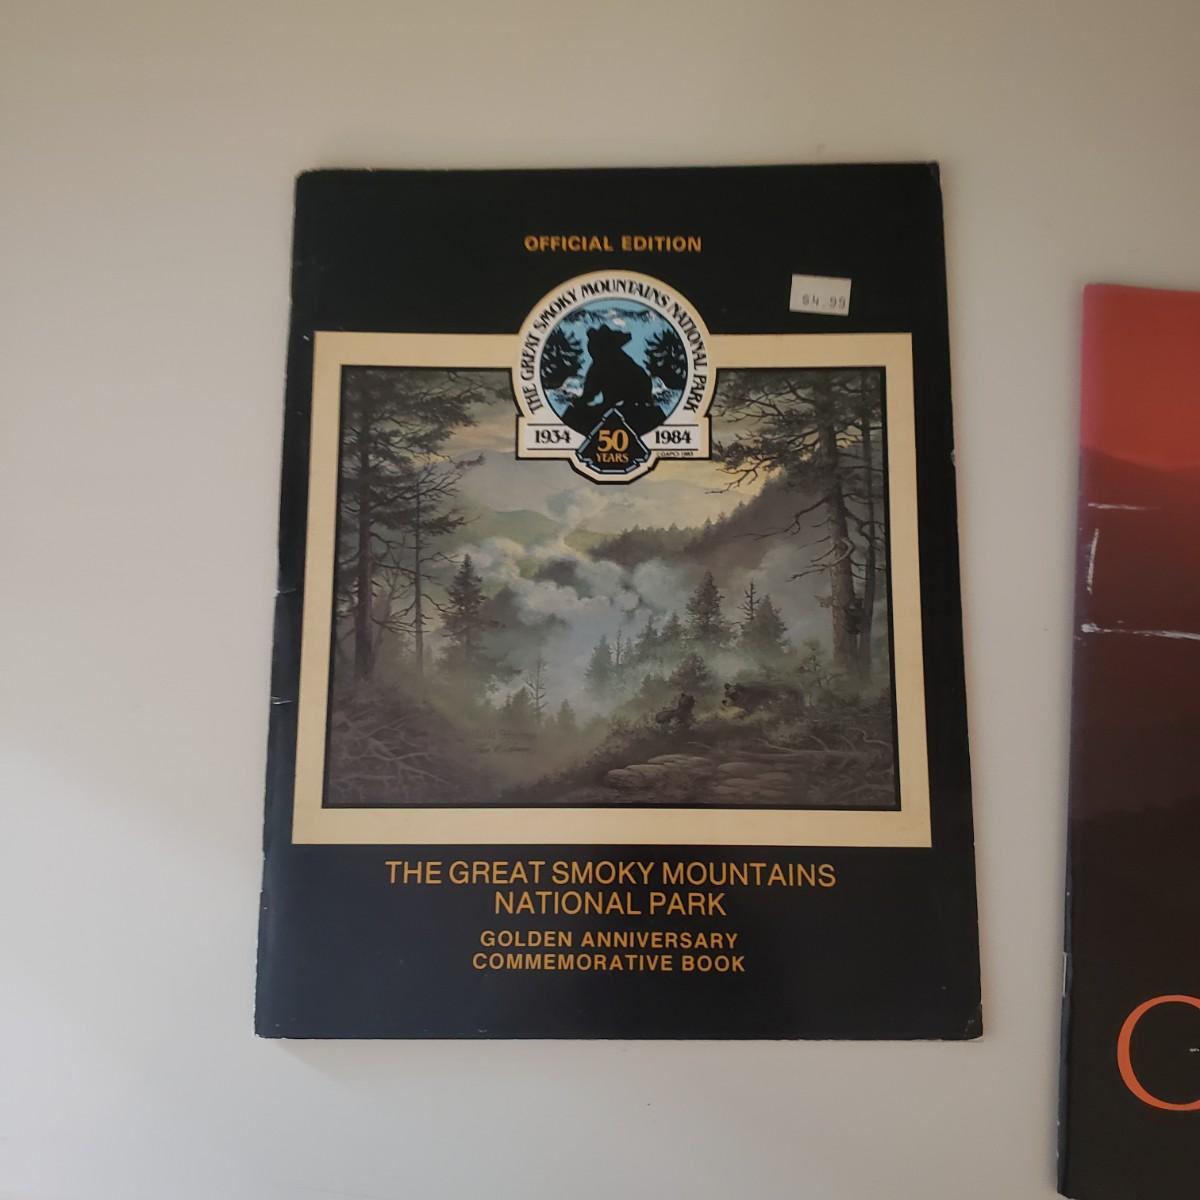 OFFICIAL EDITION
$4.99
THE GREAT SMOKY MOUNTAINS NATIONAL PARK
1934
50
YEARS
1984
THE GREAT SMOKY MOUNTAINS
NATIONAL PARK
GOLDEN ANNIVERSARY
COMMEMORATIVE BOOK